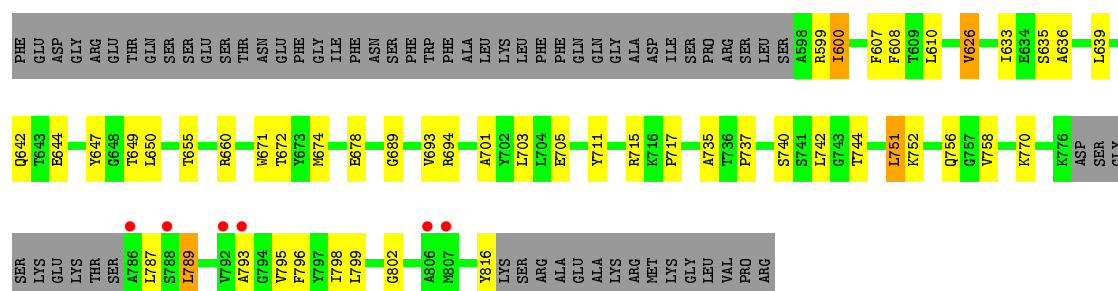 PHE GLU ASP GLY ARG GLU THR GLN SER SER GLU SER THR ASN GLU PHE GLY ILE PHE ASN SER PHE TRP PHE ALA LEU LYS LEU PHE PHE GLN GLN GLY ALA ASP ILE SER PRO ARG SER LEU SER A598 R599 I600 F607 F608 T609 L610 V626 I633 E634 S635 A636 L639
Q642 T643 E644 Y647 G648 T649 L650 T655 R660 W671 T672 Y673 M674 E678 G689 V693 R694 A701 Y702 L703 L704 E705 Y711 R715 K716 P717 A735 T736 P737 S740 S741 L742 G743 T744 L751 K752 Q756 G757 V758 K770 K776 ASP SER GLY
SER LYS GLU LYS THR SER A786 L787 S788 L789 V792 A793 G794 V795 F796 Y797 I798 L799 G802 A806 M807 Y816 LYS SER ARG ALA GLU ALA LYS ARG MET LYS GLY LEU VAL PRO ARG